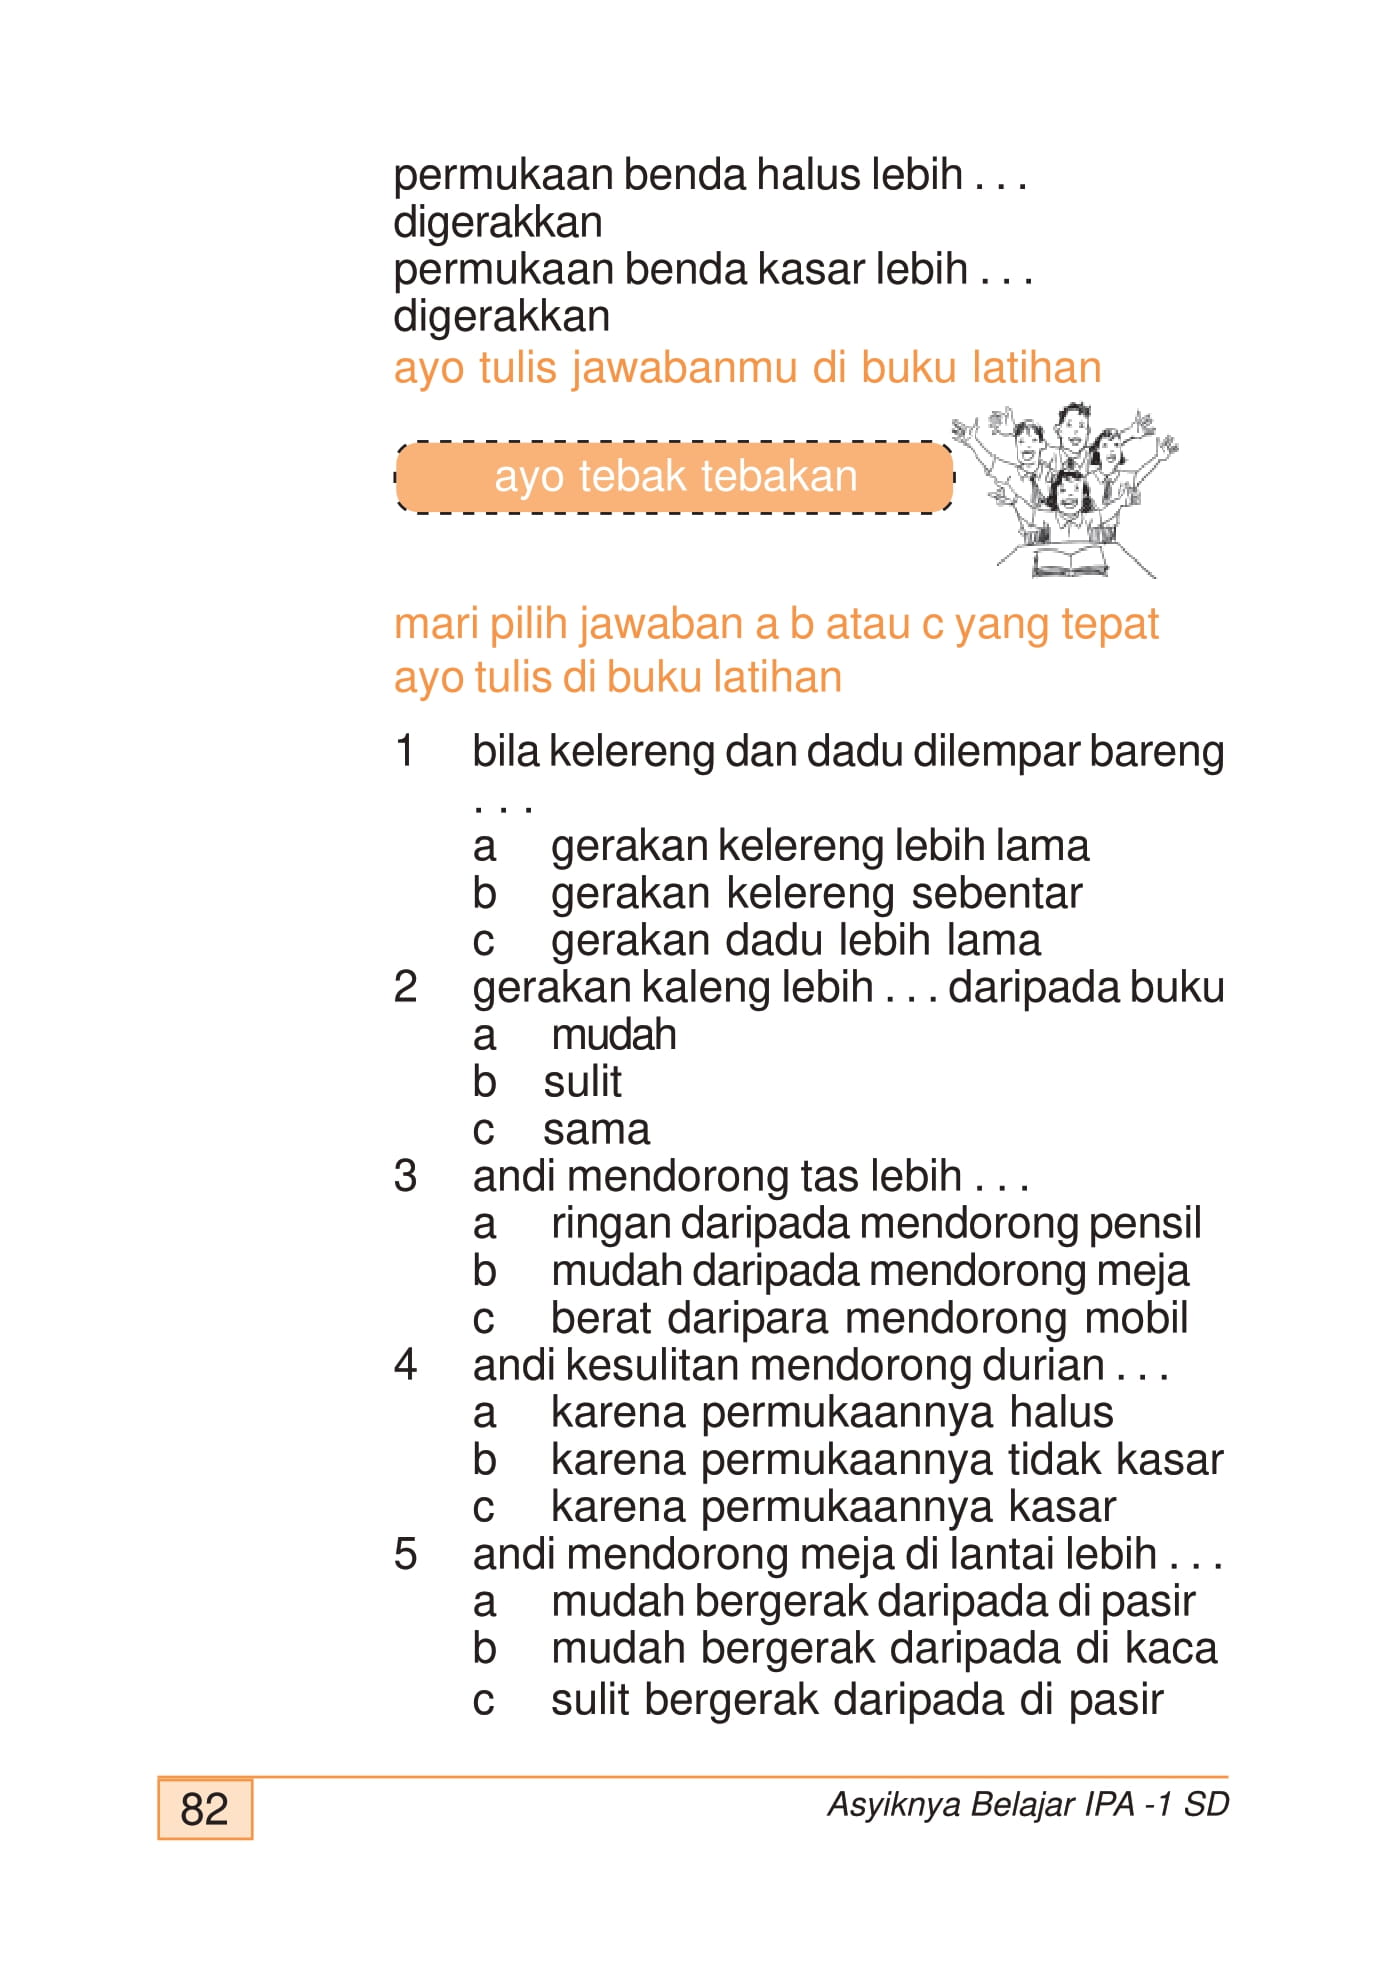 permukaan benda halus lebih . . .
digerakkan
permukaan benda kasar lebih . . .
digerakkan
ayo tulis jawabanmu di buku latihan
ayo tebak tebakan
mari pilih jawaban a b atau c yang tepat
ayo tulis di buku latihan
1 bila kelereng dan dadu dilempar bareng
. . .
a gerakan kelereng lebih lama
b gerakan kelereng sebentar
c gerakan dadu lebih lama
2 gerakan kaleng lebih . . . daripada buku
a mudah
b sulit
c sama
3 andi mendorong tas lebih . . .
a ringan daripada mendorong pensil
b mudah daripada mendorong meja
c berat daripara mendorong mobil
4 andi kesulitan mendorong durian . . .
a karena permukaannya halus
b karena permukaannya tidak kasar
c karena permukaannya kasar
5 andi mendorong meja di lantai lebih . . .
a mudah bergerak daripada di pasir
b mudah bergerak daripada di kaca
c sulit bergerak daripada di pasir
82 Asyiknya Belajar IPA -1 SD